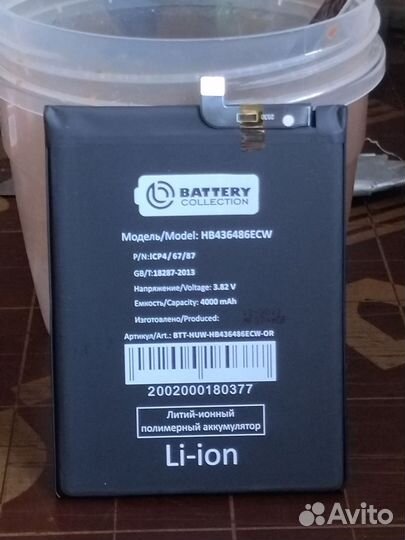 BATTERY
COLLECTION
Модель/Model: HB436486ECW
P/N:ICP4/67/87
GB/T:18287-2013
Напряжение/Voltage: 3.82 V
Емкость/Capacity: 4000 mAh
Изготовлено/Produced:
Артикул/Art.: BTT-HUW-HB436486ECW-OR
2002000180377
Литий-ионный
полимерный аккумулятор
Li-ion
Avito